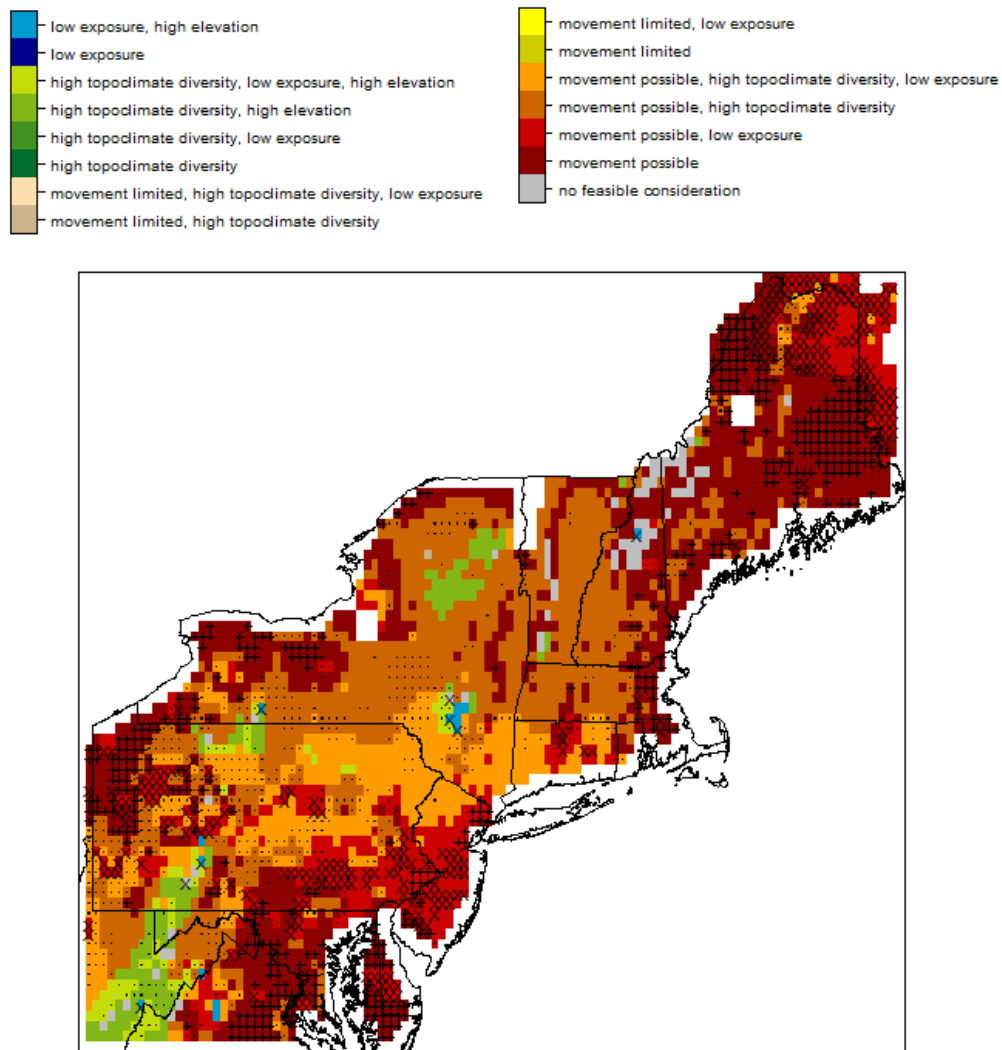 low exposure, high elevation
low exposure
high topoclimate diversity, low exposure, high elevation
high topoclimate diversity, high elevation
high topoclimate diversity, low exposure
high topoclimate diversity
movement limited, high topoclimate diversity, low exposure
movement limited, high topoclimate diversity
movement limited, low exposure
movement limited
movement possible, high topoclimate diversity, low exposure
movement possible, high topoclimate diversity
movement possible, low exposure
movement possible
no feasible consideration